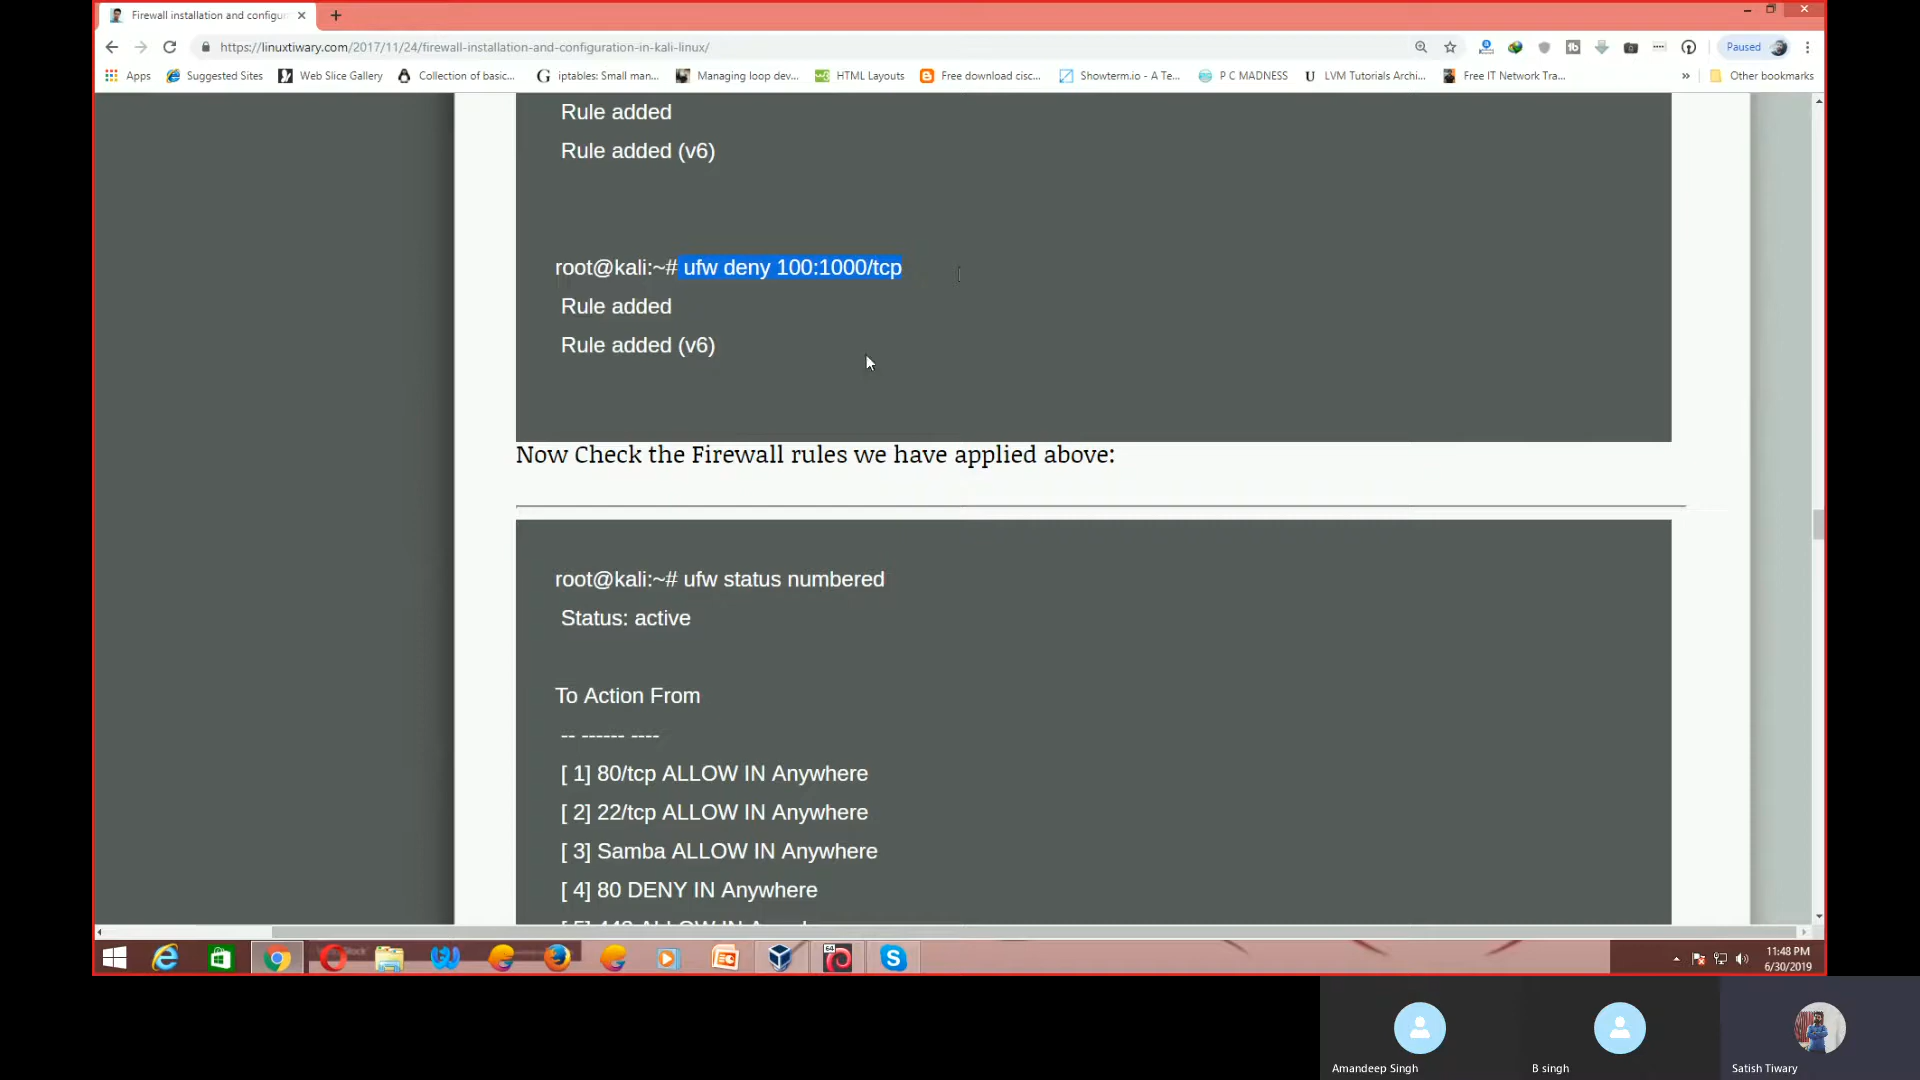 Firewall installation and configur
https://linuxtiwary.com/2017/11/24/firewall-installation-and-configuration-in-kali-linux/
Paused
Apps
Suggested Sites
Web Slice Gallery
Collection of basic...
iptables: Small man...
Managing loop dev...
HTML Layouts
Free download cisc...
Showterm.io - A Te...
P C MADNESS
LVM Tutorials Archi...
Free IT Network Tra...
»
Other bookmarks
Rule added
Rule added (v6)
root@kali:~# ufw deny 100:1000/tcp
Rule added
Rule added (v6)
Now Check the Firewall rules we have applied above:
root@kali:~# ufw status numbered
Status: active
To Action From
-- ------ ----
[ 1] 80/tcp ALLOW IN Anywhere
[ 2] 22/tcp ALLOW IN Anywhere
[ 3] Samba ALLOW IN Anywhere
[ 4] 80 DENY IN Anywhere
11:48 PM
6/30/2019
Amandeep Singh
B singh
Satish Tiwary